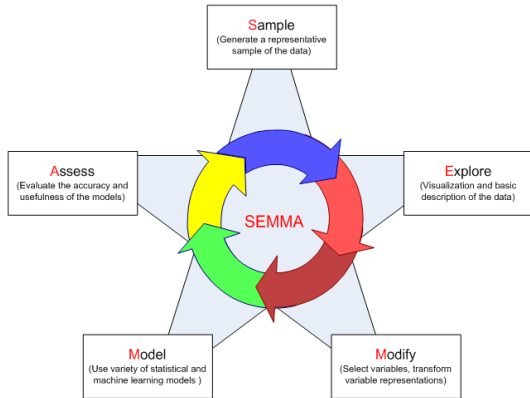 Sample
(Generate a representative
sample of the data)
Assess
(Evaluate the accuracy and
usefulness of the models)
Explore
(Visualization and basic
description of the data)
SEMMA
Model
(Use variety of statistical and
machine learning models )
Modify
(Select variables, transform
variable representations)